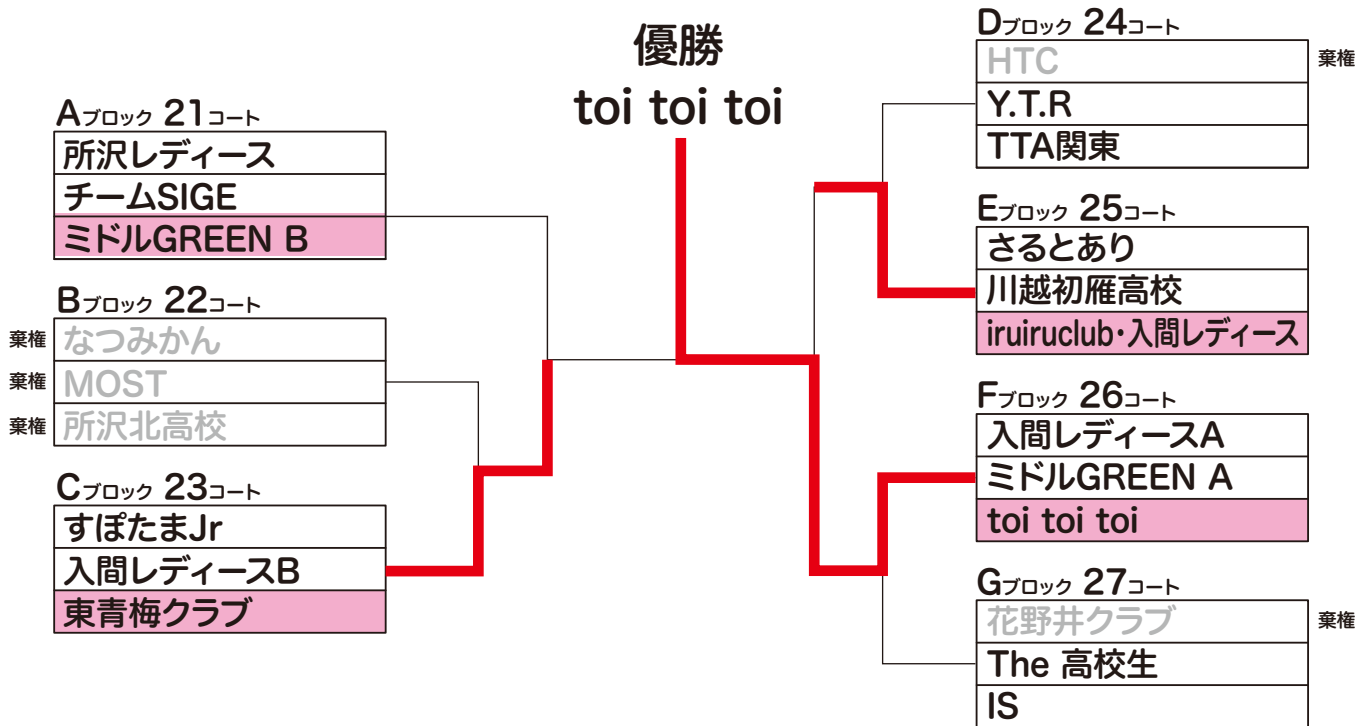 優勝
toi toi toi
Aブロック 21コート
所沢レディース
チームSIGE
ミドルGREEN B
Bブロック 22コート
棄権 なつみかん
棄権 MOST
棄権 所沢北高校
Cブロック 23コート
すぽたまJr
入間レディースB
東青梅クラブ
Dブロック 24コート
HTC 棄権
Y.T.R
TTA関東
Eブロック 25コート
さるとあり
川越初雁高校
iruiruclub・入間レディース
Fブロック 26コート
入間レディースA
ミドルGREEN A
toi toi toi
Gブロック 27コート
花野井クラブ 棄権
The 高校生
IS